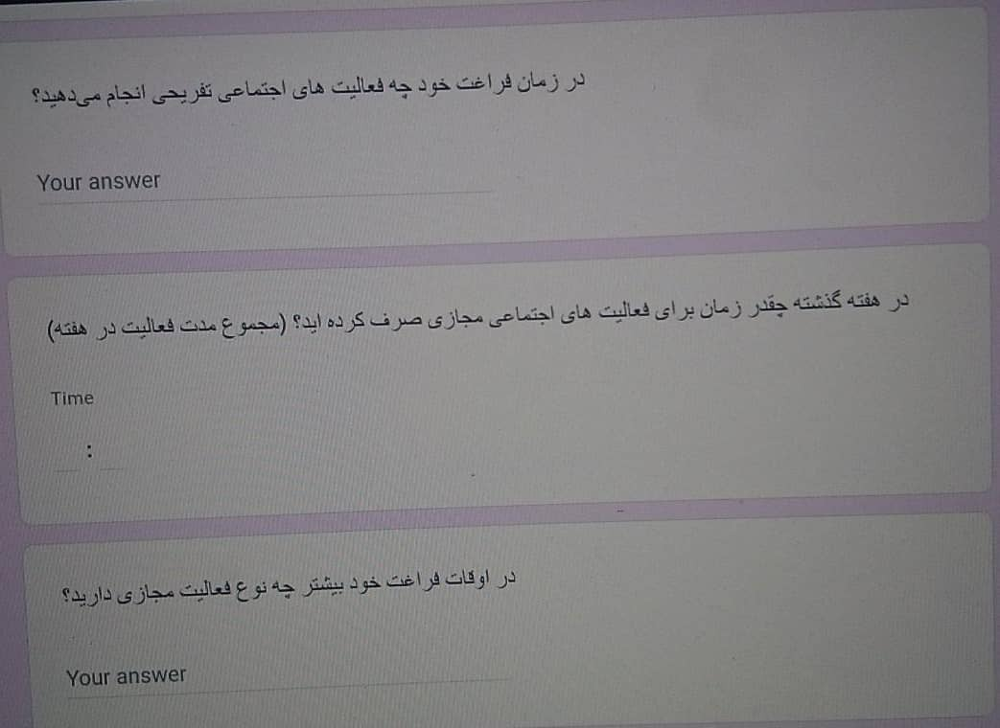 در زمان فراغت خود چه فعالیت های اجتماعی تفریحی انجام می‌دهید؟
Your answer
در هفته گذشته چقدر زمان برای فعالیت های اجتماعی مجازی صرف کرده اید؟ (مجموع مدت فعالیت در هفته)
Time
:
در اوقات فراغت خود بیشتر چه نوع فعالیت مجازی دارید؟
Your answer